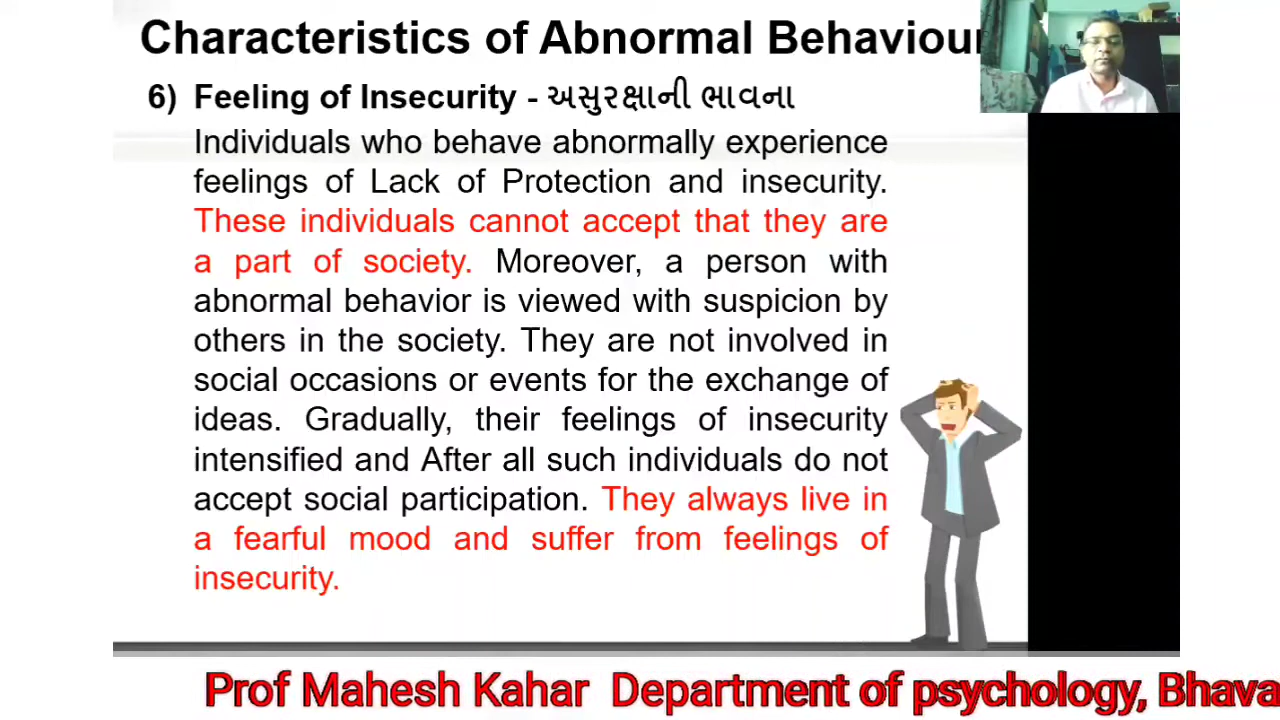 Characteristics of Abnormal Behaviour
6) Feeling of Insecurity - અસુરક્ષાની ભાવના
Individuals who behave abnormally experience
feelings of Lack of Protection and insecurity.
These individuals cannot accept that they are
a part of society. Moreover, a person with
abnormal behavior is viewed with suspicion by
others in the society. They are not involved in
social occasions or events for the exchange of
ideas. Gradually, their feelings of insecurity
intensified and After all such individuals do not
accept social participation. They always live in
a fearful mood and suffer from feelings of
insecurity.
Prof Mahesh Kahar Department of psychology, Bhava